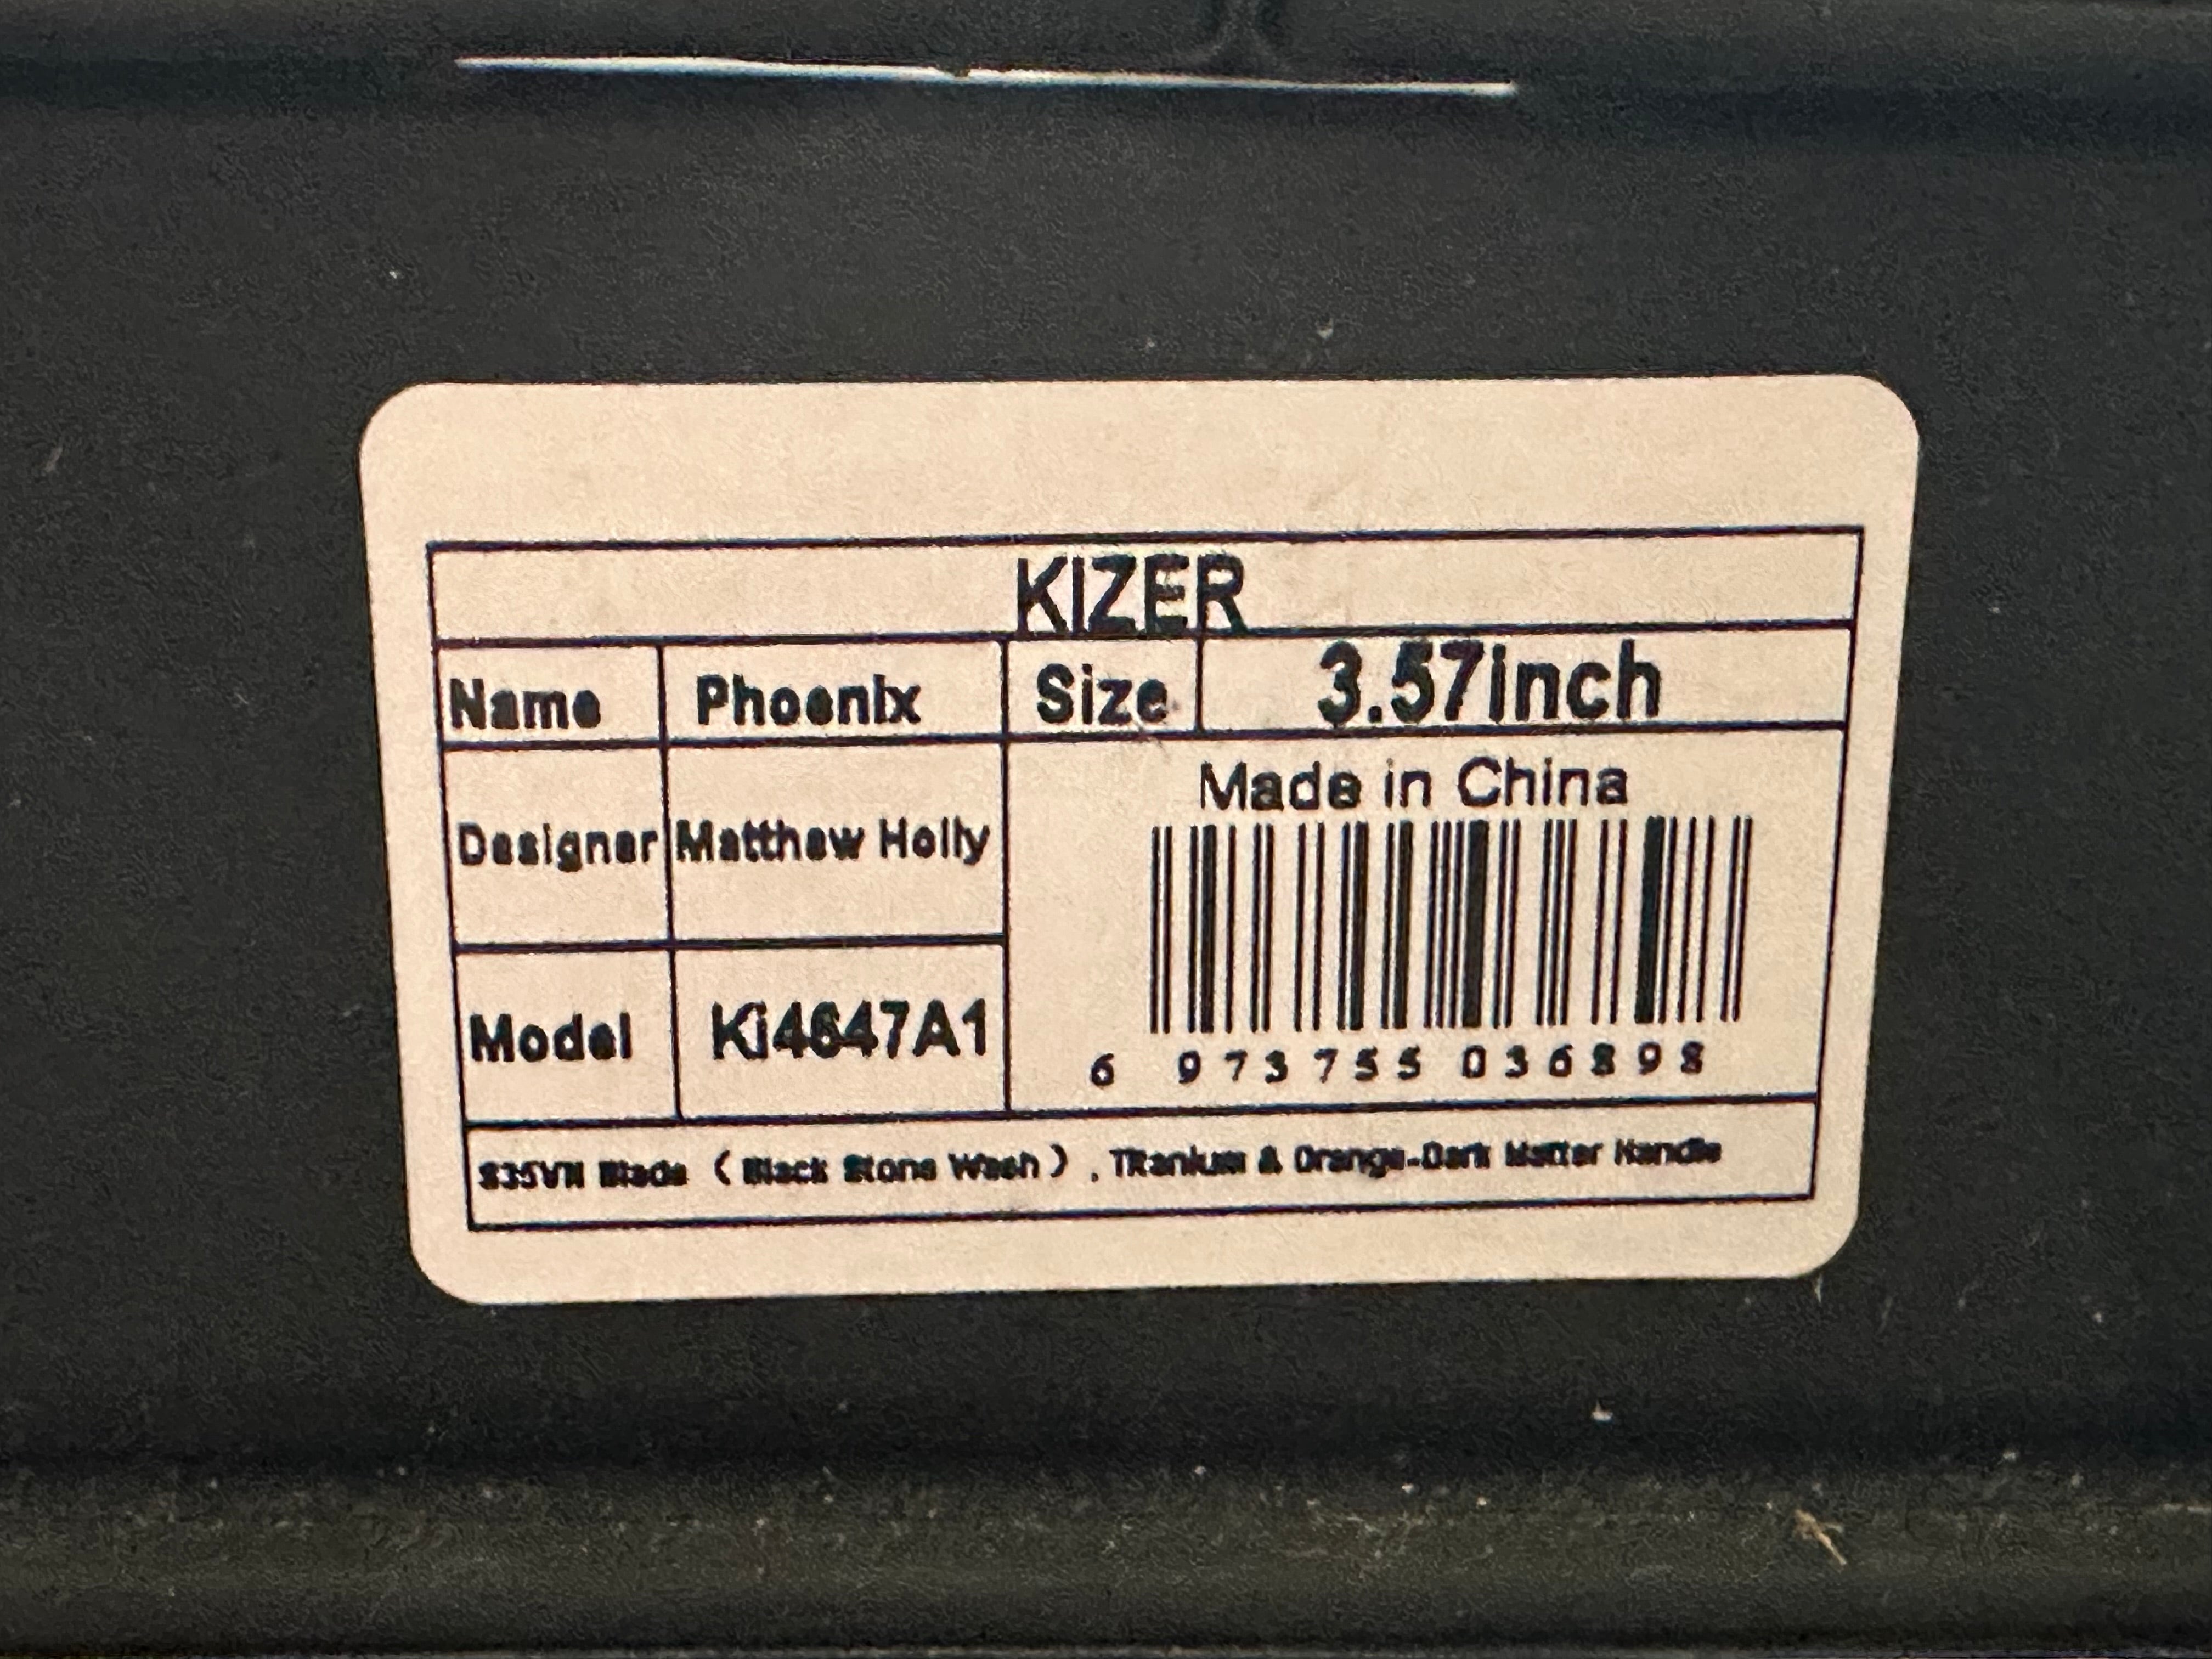 KIZER
Name Phoenix Size 3.57inch
Made in China
Designer Matthew Holly
Model Ki4647A1
6 973755 036898
S35VN Blade ( Black Stone Wash ) , Titanium & Orange-Dark Matter Handle